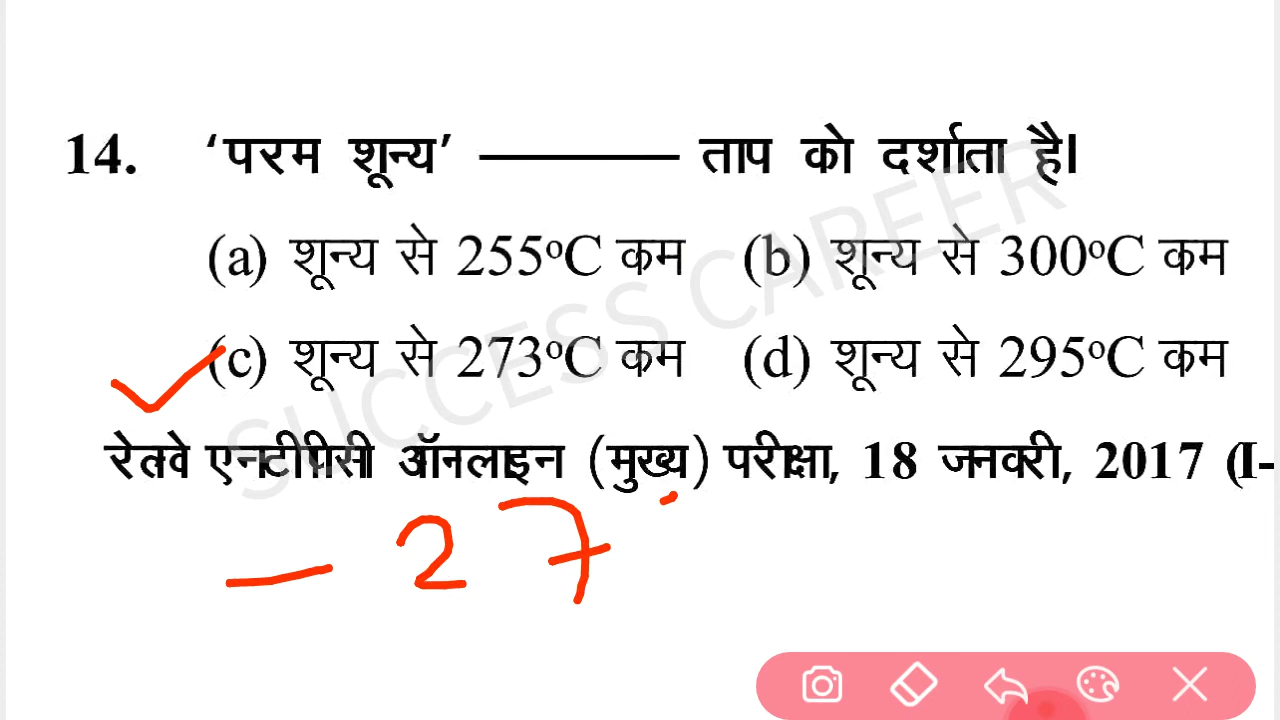 14. ‘परम शून्य’ ———— ताप को दर्शाता है।
(a) शून्य से 255°C कम (b) शून्य से 300°C कम
(c) शून्य से 273°C कम (d) शून्य से 295°C कम
रेलवे एनटीपीसी ऑनलाइन (मुख्य) परीक्षा, 18 जनवरी, 2017 (I-
– 27
SUCCESS CAREER